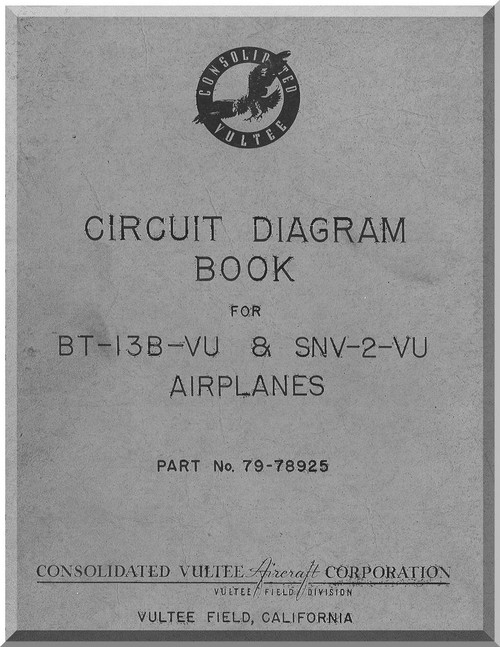 CONSOLIDATED
VULTEE
CIRCUIT DIAGRAM
BOOK
FOR
BT-13B-VU & SNV-2-VU
AIRPLANES
PART No. 79-78925
CONSOLIDATED VULTEE Aircraft CORPORATION
VULTEE FIELD DIVISION
VULTEE FIELD, CALIFORNIA